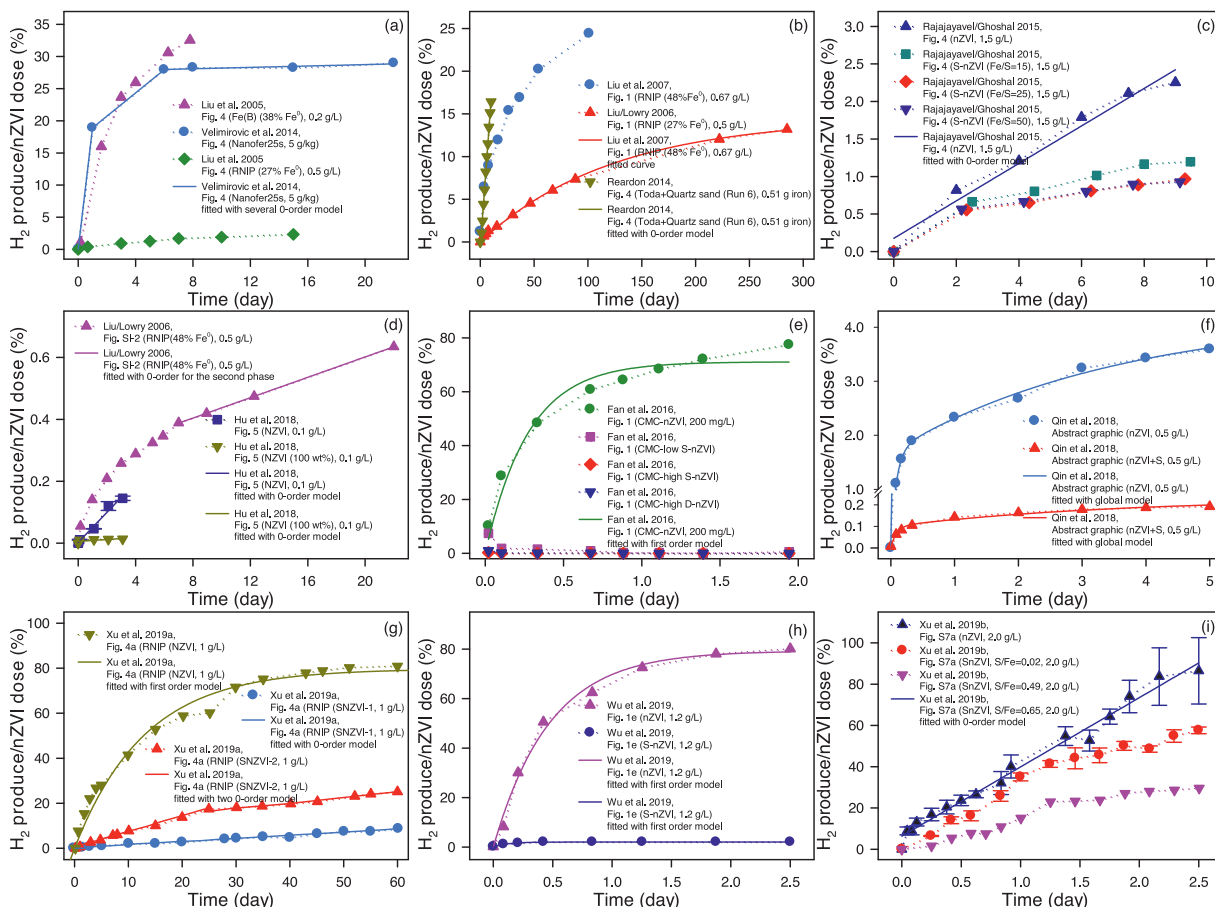 (a)
H₂ produce/nZVI dose (%)
35
30
25
20
15
10
5
0
Liu et al. 2005,
Fig. 4 (Fe(B) (38% Fe⁰), 0.2 g/L)
Velimirovic et al. 2014,
Fig. 4 (Nanofer25s, 5 g/kg)
Liu et al. 2005
Fig. 4 (RNIP (27% Fe⁰), 0.5 g/L)
Velimirovic et al. 2014,
Fig. 4 (Nanofer25s, 5 g/kg)
fitted with several 0-order model
0 4 8 12 16 20
Time (day)
(b)
H₂ produce/nZVI dose (%)
25
20
15
10
5
0
Liu et al. 2007,
Fig. 1 (RNIP (48%Fe⁰), 0.67 g/L)
Liu/Lowry 2006,
Fig. 1 (RNIP (27% Fe⁰), 0.5 g/L)
Liu et al. 2007,
Fig. 1 (RNIP (48% Fe⁰), 0.67 g/L)
fitted curve
Reardon 2014,
Fig. 4 (Toda+Quartz sand (Run 6), 0.51 g iron)
Reardon 2014,
Fig. 4 (Toda+Quartz sand (Run 6), 0.51 g iron)
fitted with 0-order model
0 50 100 150 200 250 300
Time (day)
(c)
H₂ produce/nZVI dose (%)
3.0
2.5
2.0
1.5
1.0
0.5
0.0
Rajajayavel/Ghoshal 2015,
Fig. 4 (nZVI, 1.5 g/L)
Rajajayavel/Ghoshal 2015,
Fig. 4 (S-nZVI (Fe/S=15), 1.5 g/L)
Rajajayavel/Ghoshal 2015,
Fig. 4 (S-nZVI (Fe/S=25), 1.5 g/L)
Rajajayavel/Ghoshal 2015,
Fig. 4 (S-nZVI (Fe/S=50), 1.5 g/L)
Rajajayavel/Ghoshal 2015,
Fig. 4 (nZVI, 1.5 g/L)
fitted with 0-order model
0 2 4 6 8 10
Time (day)
(d)
H₂ produce/nZVI dose (%)
0.6
0.4
0.2
0.0
Liu/Lowry 2006,
Fig. SI-2 (RNIP(48% Fe⁰), 0.5 g/L)
Liu/Lowry 2006,
Fig. SI-2 (RNIP(48% Fe⁰), 0.5 g/L)
fitted with 0-order for the second phase
Hu et al. 2018,
Fig. 5 (NZVI, 0.1 g/L)
Hu et al. 2018,
Fig. 5 (NZVI (100 wt%), 0.1 g/L)
Hu et al. 2018,
Fig. 5 (NZVI, 0.1 g/L)
fitted with 0-order model
Hu et al. 2018,
Fig. 5 (NZVI (100 wt%), 0.1 g/L)
fitted with 0-order model
0 4 8 12 16 20
Time (day)
(e)
H₂ produce/nZVI dose (%)
80
60
40
20
0
Fan et al. 2016,
Fig. 1 (CMC-nZVI, 200 mg/L)
Fan et al. 2016,
Fig. 1 (CMC-low S-nZVI)
Fan et al. 2016,
Fig. 1 (CMC-high S-nZVI)
Fan et al. 2016,
Fig. 1 (CMC-high D-nZVI)
Fan et al. 2016,
Fig. 1 (CMC-nZVI, 200 mg/L)
fitted with first order model
0.0 0.5 1.0 1.5 2.0
Time (day)
(f)
H₂ produce/nZVI dose (%)
4.0
3.0
2.0
1.0
0.2
0.1
0.0
Qin et al. 2018,
Abstract graphic (nZVI, 0.5 g/L)
Qin et al. 2018,
Abstract graphic (nZVI+S, 0.5 g/L)
Qin et al. 2018,
Abstract graphic (nZVI, 0.5 g/L)
fitted with global model
Qin et al. 2018,
Abstract graphic (nZVI+S, 0.5 g/L)
fitted with global model
0 1 2 3 4 5
Time (day)
(g)
H₂ produce/nZVI dose (%)
100
80
60
40
20
0
Xu et al. 2019a,
Fig. 4a (RNIP (NZVI, 1 g/L)
Xu et al. 2019a,
Fig. 4a (RNIP (NZVI, 1 g/L)
fitted with first order model
Xu et al. 2019a,
Fig. 4a (RNIP (SNZVI-1, 1 g/L)
Xu et al. 2019a,
Fig. 4a (RNIP (SNZVI-1, 1 g/L)
fitted with 0-order model
Xu et al. 2019a,
Fig. 4a (RNIP (SNZVI-2, 1 g/L)
Xu et al. 2019a,
Fig. 4a (RNIP (SNZVI-2, 1 g/L)
fitted with two 0-order model
0 10 20 30 40 50 60
Time (day)
(h)
H₂ produce/nZVI dose (%)
100
80
60
40
20
0
Wu et al. 2019,
Fig. 1e (nZVI, 1.2 g/L)
Wu et al. 2019,
Fig. 1e (S-nZVI, 1.2 g/L)
Wu et al. 2019,
Fig. 1e (nZVI, 1.2 g/L)
fitted with first order model
Wu et al. 2019,
Fig. 1e (S-nZVI, 1.2 g/L)
fitted with first order model
0.0 0.5 1.0 1.5 2.0 2.5
Time (day)
(i)
H₂ produce/nZVI dose (%)
100
80
60
40
20
0
Xu et al. 2019b,
Fig. S7a (nZVI, 2.0 g/L)
Xu et al. 2019b,
Fig. S7a (SnZVI, S/Fe=0.02, 2.0 g/L)
Xu et al. 2019b,
Fig. S7a (SnZVI, S/Fe=0.49, 2.0 g/L)
Xu et al. 2019b,
Fig. S7a (SnZVI, S/Fe=0.65, 2.0 g/L)
fitted with 0-order model
0.0 0.5 1.0 1.5 2.0 2.5
Time (day)